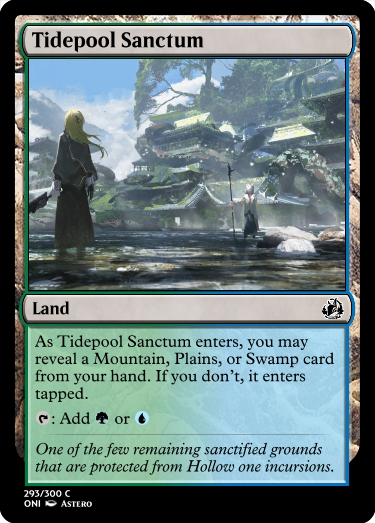 Tidepool Sanctum
Land
As Tidepool Sanctum enters, you may
reveal a Mountain, Plains, or Swamp card
from your hand. If you don't, it enters
tapped.
: Add or
One of the few remaining sanctified grounds
that are protected from Hollow one incursions.
293/300 C
ONI Astero